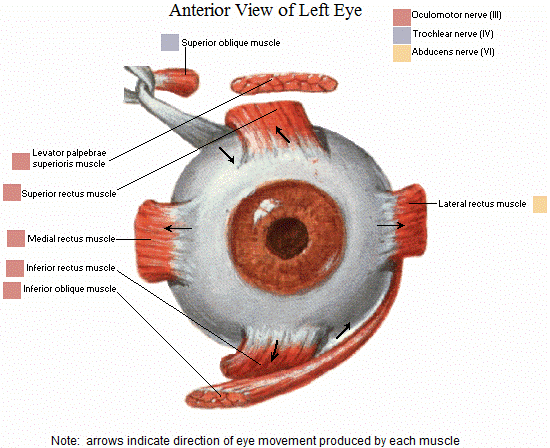 Anterior View of Left Eye
Oculomotor nerve (III)
Trochlear nerve (IV)
Abducens nerve (VI)
Superior oblique muscle
Levator palpebrae
superioris muscle
Superior rectus muscle
Lateral rectus muscle
Medial rectus muscle
Inferior rectus muscle
Inferior oblique muscle
Note: arrows indicate direction of eye movement produced by each muscle